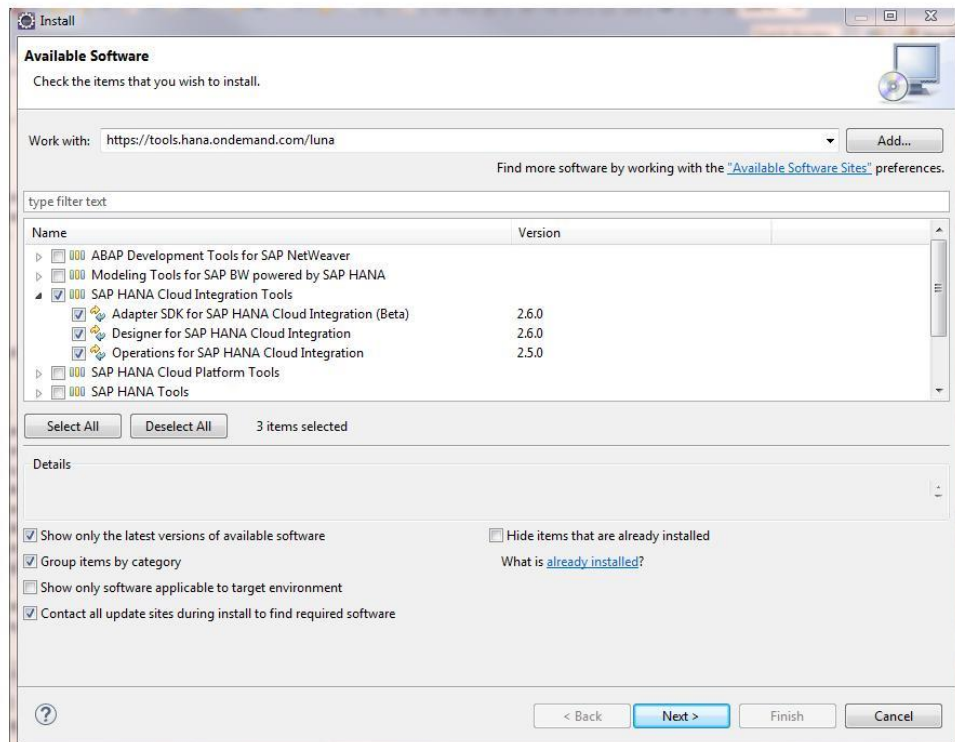 Install
Available Software
Check the items that you wish to install.
Work with: https://tools.hana.ondemand.com/luna Add...
Find more software by working with the "Available Software Sites" preferences.
type filter text
Name Version
ABAP Development Tools for SAP NetWeaver
Modeling Tools for SAP BW powered by SAP HANA
SAP HANA Cloud Integration Tools
Adapter SDK for SAP HANA Cloud Integration (Beta) 2.6.0
Designer for SAP HANA Cloud Integration 2.6.0
Operations for SAP HANA Cloud Integration 2.5.0
SAP HANA Cloud Platform Tools
SAP HANA Tools
Select All Deselect All 3 items selected
Details
Show only the latest versions of available software Hide items that are already installed
Group items by category What is already installed?
Show only software applicable to target environment
Contact all update sites during install to find required software
? < Back Next > Finish Cancel